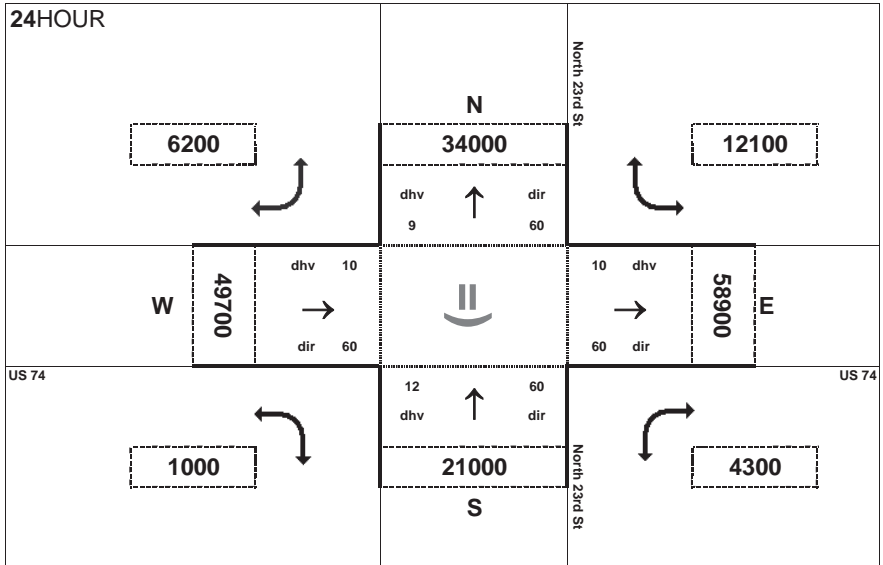 24HOUR
North 23rd St
N
6200
34000
12100
dhv dir
9 60
dhv 10
10 dhv
W
49700
58900
E
dir 60
60 dir
US 74
US 74
12 60
dhv dir
1000
21000
4300
North 23rd St
S